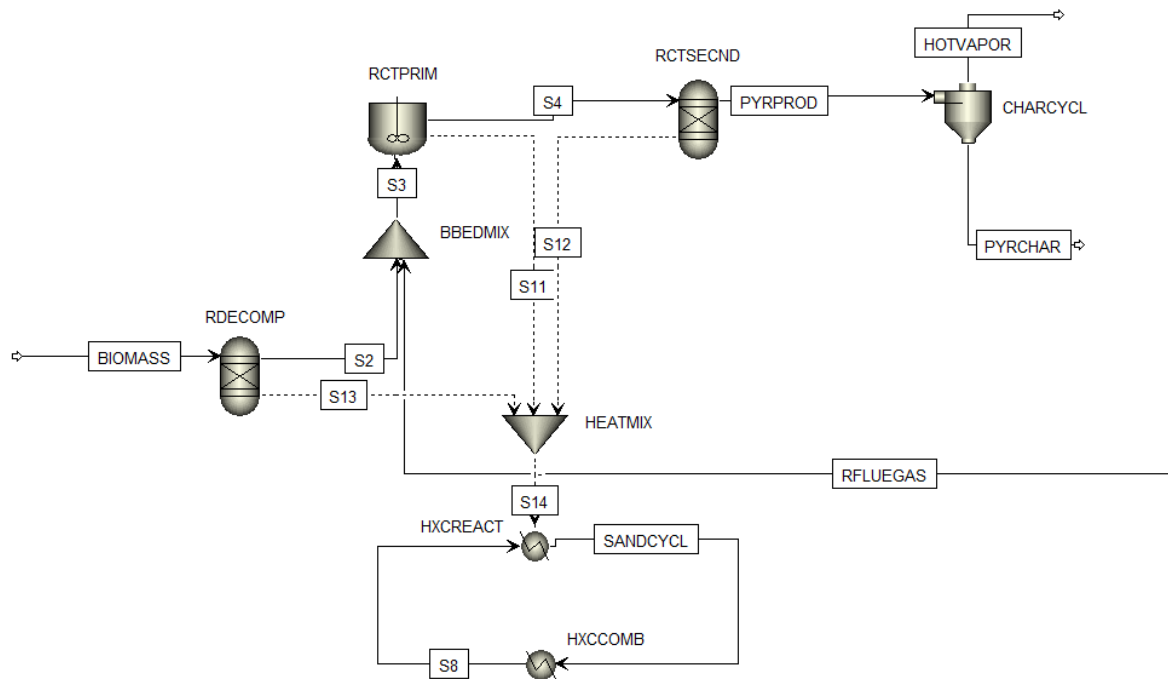 HOTVAPOR
RCTSECND
RCTPRIM
S4
PYRPROD
CHARCYCL
S3
BBEDMIX
S12
PYRCHAR
S11
RDECOMP
BIOMASS
S2
S13
HEATMIX
RFLUEGAS
S14
HXCREACT
SANDCYCL
HXCCOMB
S8